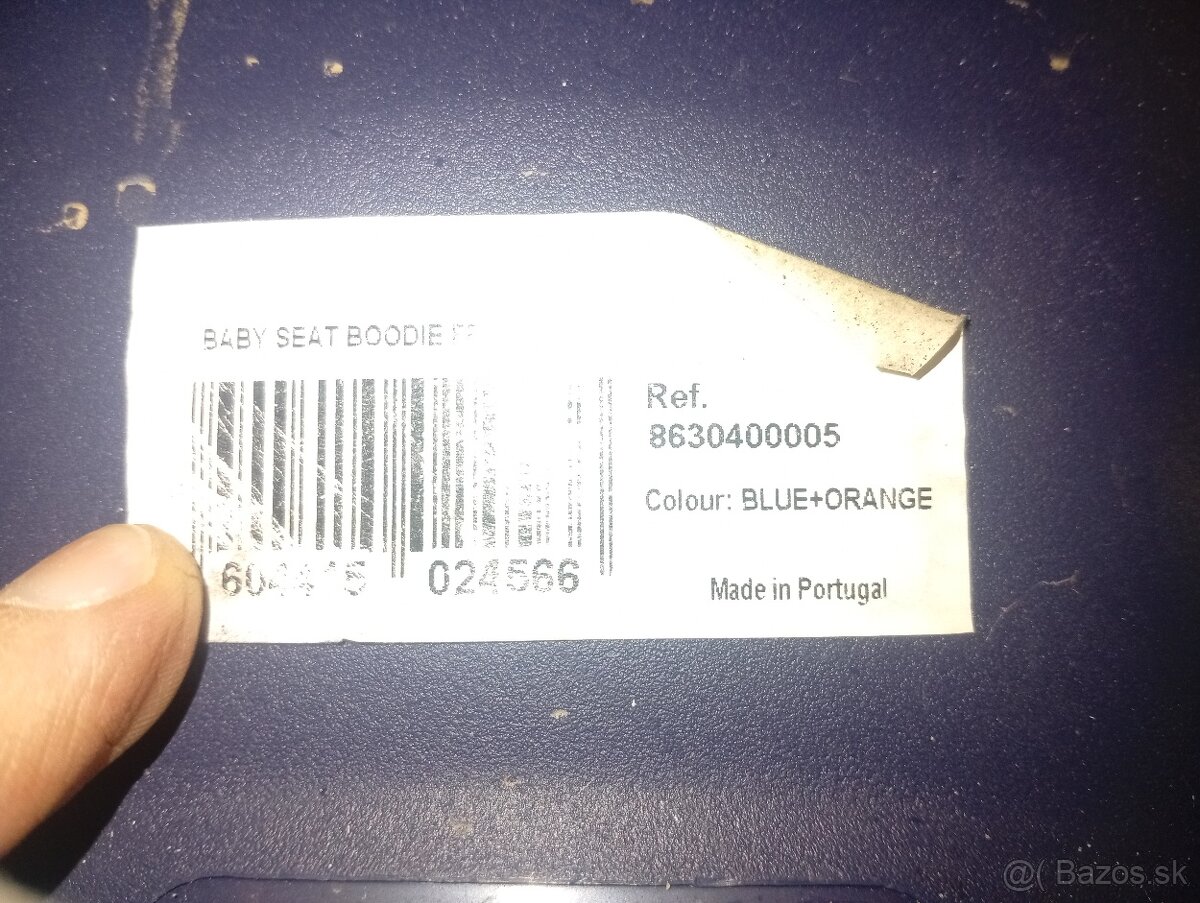 BABY SEAT BOODIE
Ref.
8630400005
Colour: BLUE+ORANGE
024566
Made in Portugal
@( Bazos.sk